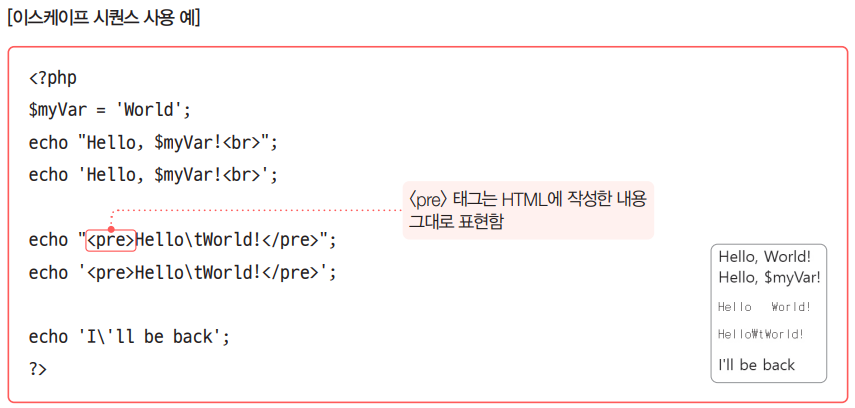 [이스케이프 시퀀스 사용 예]
<?php
$myVar = 'World';
echo "Hello, $myVar!<br>";
echo 'Hello, $myVar!<br>';
〈pre〉 태그는 HTML에 작성한 내용
그대로 표현함
echo "<pre>Hello\tWorld!</pre>";
echo '<pre>Hello\tWorld!</pre>';
echo 'I\'ll be back';
?>
Hello, World!
Hello, $myVar!
Hello   World!
Hello₩tWorld!
I'll be back